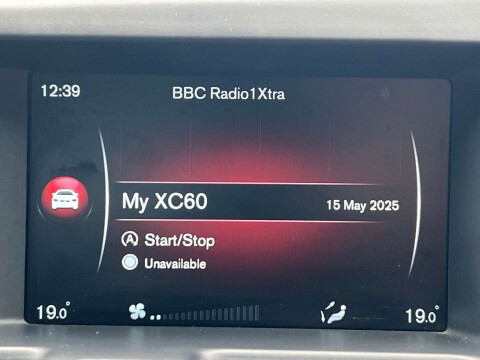 12:39 BBC Radio1Xtra
My XC60 15 May 2025
A Start/Stop
Unavailable
19.0° 19.0°